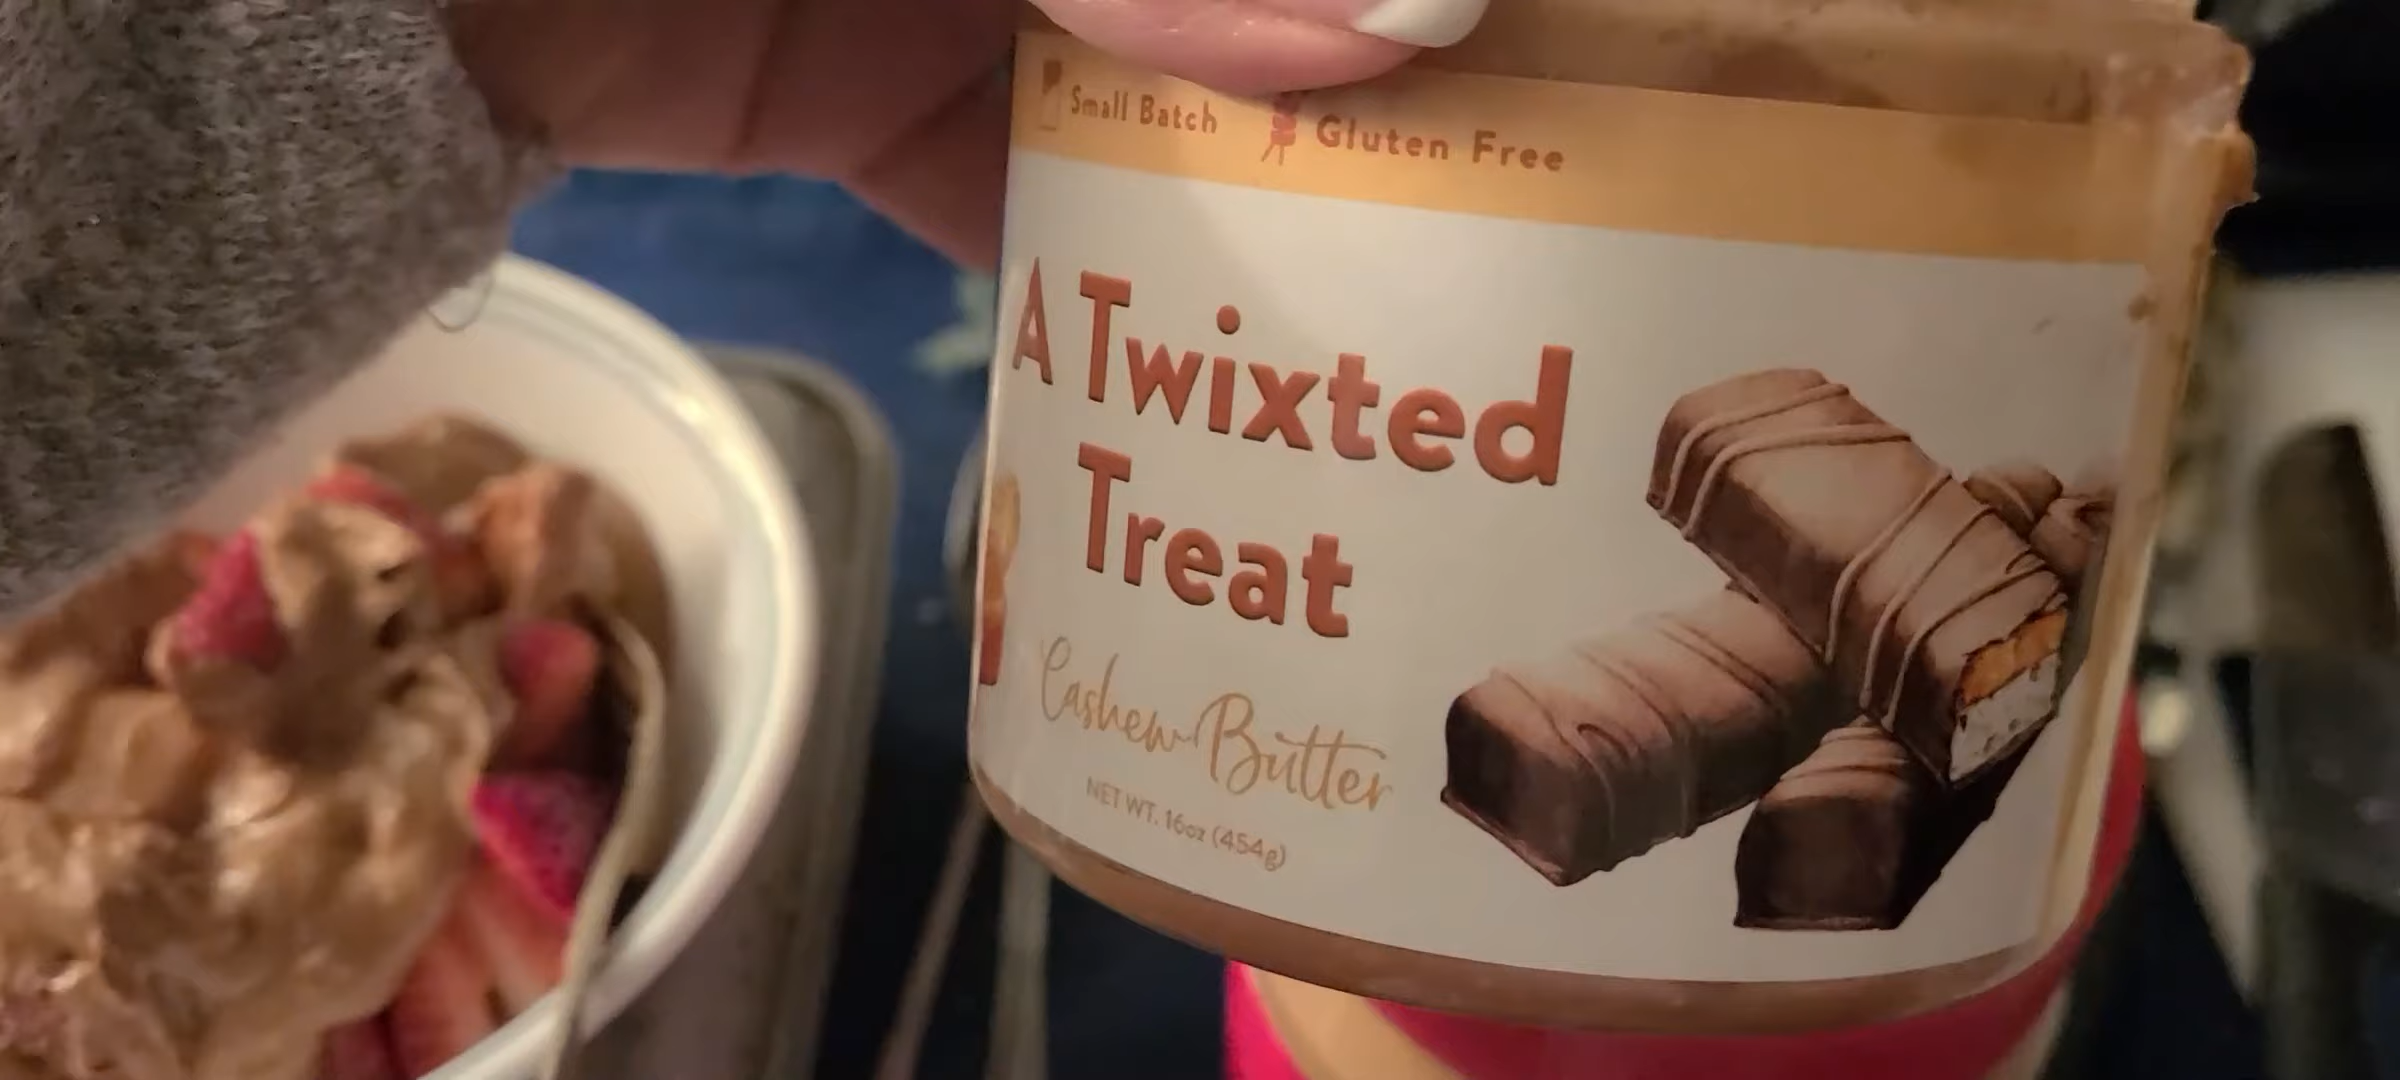 Small Batch
Gluten Free
A Twixted
Treat
Cashew Butter
NET WT. 16oz (454g)